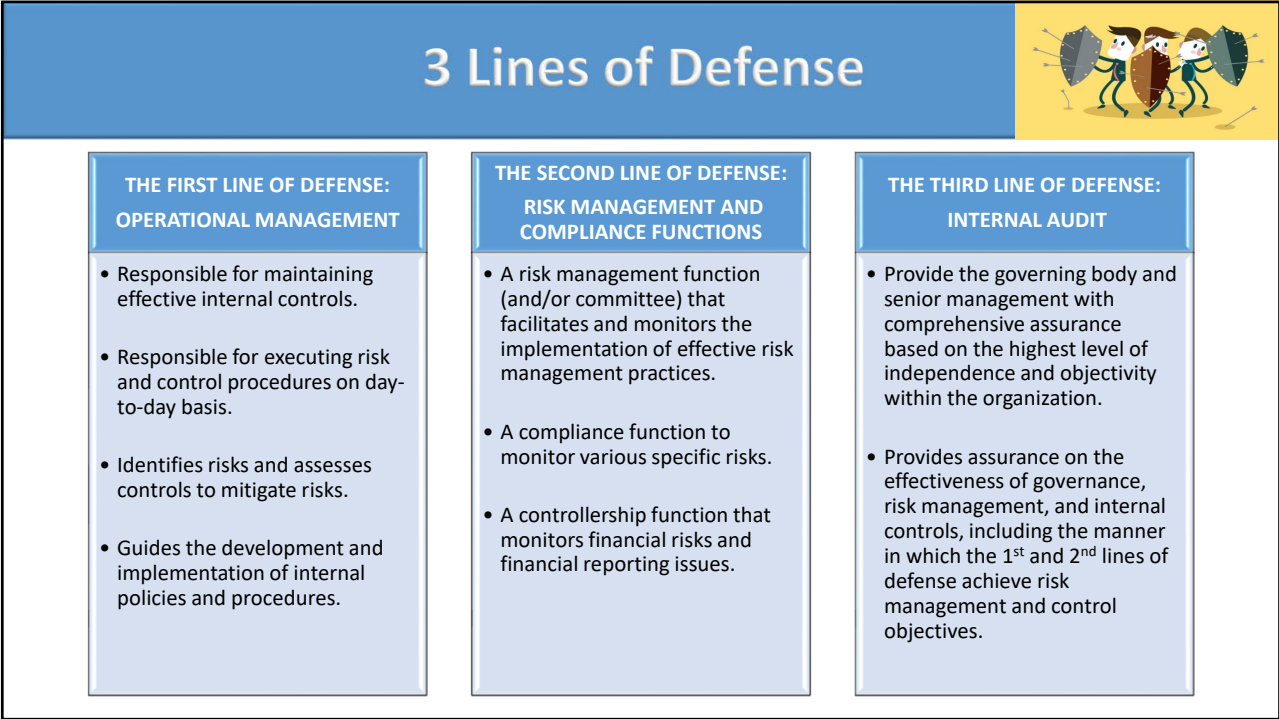 3 Lines of Defense
THE FIRST LINE OF DEFENSE:
OPERATIONAL MANAGEMENT
• Responsible for maintaining
effective internal controls.
• Responsible for executing risk
and control procedures on day-
to-day basis.
• Identifies risks and assesses
controls to mitigate risks.
• Guides the development and
implementation of internal
policies and procedures.
THE SECOND LINE OF DEFENSE:
RISK MANAGEMENT AND
COMPLIANCE FUNCTIONS
• A risk management function
(and/or committee) that
facilitates and monitors the
implementation of effective risk
management practices.
• A compliance function to
monitor various specific risks.
• A controllership function that
monitors financial risks and
financial reporting issues.
THE THIRD LINE OF DEFENSE:
INTERNAL AUDIT
• Provide the governing body and
senior management with
comprehensive assurance
based on the highest level of
independence and objectivity
within the organization.
• Provides assurance on the
effectiveness of governance,
risk management, and internal
controls, including the manner
in which the 1st and 2nd lines of
defense achieve risk
management and control
objectives.